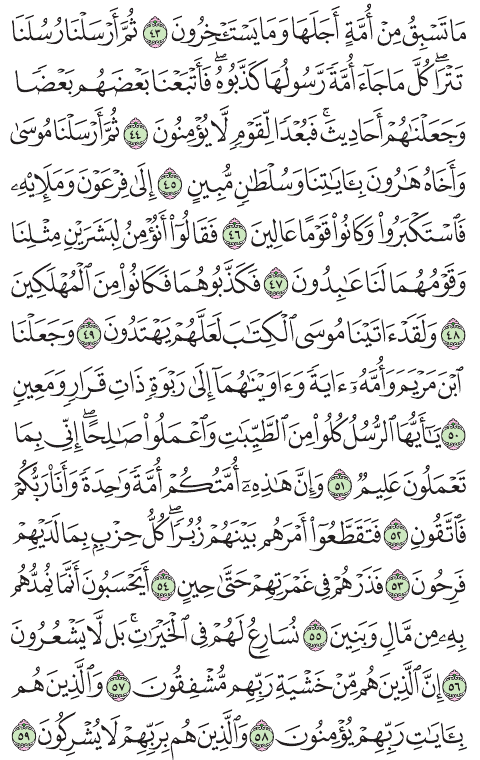 مَا تَسْبِقُ مِنْ أُمَّةٍ أَجَلَهَا وَمَا يَسْتَـْٔخِرُونَ ٤٣ ثُمَّ أَرْسَلْنَا رُسُلَنَا
تَتْرَا ۖ كُلَّ مَا جَآءَ أُمَّةً رَّسُولُهَا كَذَّبُوهُ ۚ فَأَتْبَعْنَا بَعْضَهُم بَعْضًا
وَجَعَلْنَٰهُمْ أَحَادِيثَ ۚ فَبُعْدًا لِّقَوْمٍ لَّا يُؤْمِنُونَ ٤٤ ثُمَّ أَرْسَلْنَا مُوسَىٰ
وَأَخَاهُ هَٰرُونَ بِـَٔايَٰتِنَا وَسُلْطَٰنٍ مُّبِينٍ ٤٥ إِلَىٰ فِرْعَوْنَ وَمَلَإِي۟هِۦ
فَٱسْتَكْبَرُوا۟ وَكَانُوا۟ قَوْمًا عَالِينَ ٤٦ فَقَالُوٓا۟ أَنُؤْمِنُ لِبَشَرَيْنِ مِثْلِنَا
وَقَوْمُهُمَا لَنَا عَٰبِدُونَ ٤٧ فَكَذَّبُوهُمَا فَكَانُوا۟ مِنَ ٱلْمُهْلَكِينَ
٤٨ وَلَقَدْ ءَاتَيْنَا مُوسَى ٱلْكِتَٰبَ لَعَلَّهُمْ يَهْتَدُونَ ٤٩ وَجَعَلْنَا
ٱبْنَ مَرْيَمَ وَأُمَّهُۥٓ ءَايَةً وَءَاوَيْنَٰهُمَآ إِلَىٰ رَبْوَةٍ ذَاتِ قَرَارٍ وَمَعِينٍ
٥٠ يَٰٓأَيُّهَا ٱلرُّسُلُ كُلُوا۟ مِنَ ٱلطَّيِّبَٰتِ وَٱعْمَلُوا۟ صَٰلِحًا ۖ إِنِّى بِمَا
تَعْمَلُونَ عَلِيمٌ ٥١ وَإِنَّ هَٰذِهِۦٓ أُمَّتُكُمْ أُمَّةً وَٰحِدَةً وَأَنَا۠ رَبُّكُمْ
فَٱتَّقُونِ ٥٢ فَتَقَطَّعُوٓا۟ أَمْرَهُم بَيْنَهُمْ زُبُرًا ۖ كُلُّ حِزْبٍۭ بِمَا لَدَيْهِمْ
فَرِحُونَ ٥٣ فَذَرْهُمْ فِى غَمْرَتِهِمْ حَتَّىٰ حِينٍ ٥٤ أَيَحْسَبُونَ أَنَّمَا نُمِدُّهُم
بِهِۦ مِن مَّالٍ وَبَنِينَ ٥٥ نُسَارِعُ لَهُمْ فِى ٱلْخَيْرَٰتِ ۚ بَل لَّا يَشْعُرُونَ
٥٦ إِنَّ ٱلَّذِينَ هُم مِّنْ خَشْيَةِ رَبِّهِم مُّشْفِقُونَ ٥٧ وَٱلَّذِينَ هُم
بِـَٔايَٰتِ رَبِّهِمْ يُؤْمِنُونَ ٥٨ وَٱلَّذِينَ هُم بِرَبِّهِمْ لَا يُشْرِكُونَ ٥٩